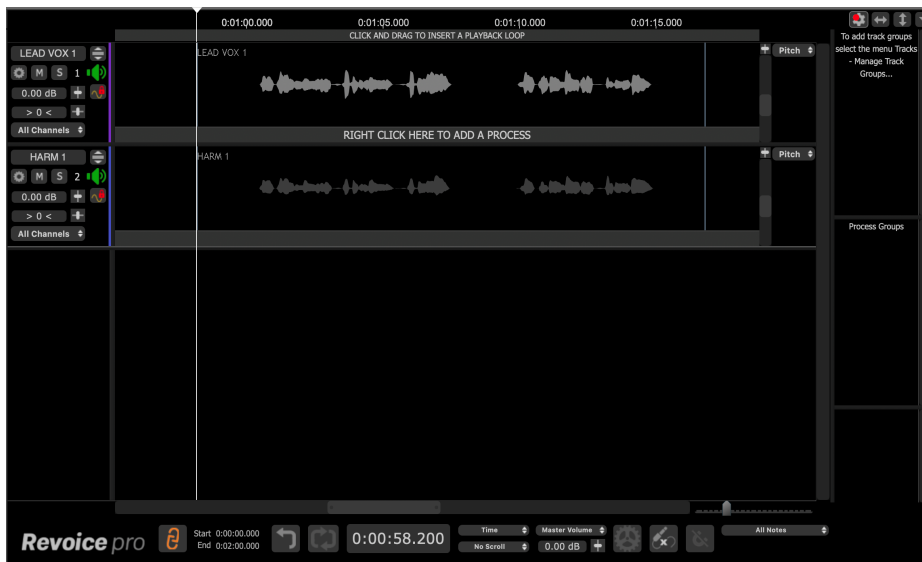 0:01:00.000 0:01:05.000 0:01:10.000 0:01:15.000
CLICK AND DRAG TO INSERT A PLAYBACK LOOP
To add track groups
select the menu Tracks
- Manage Track
Groups...
LEAD VOX 1
LEAD VOX 1
Pitch
M S 1
0.00 dB
> 0 <
All Channels
RIGHT CLICK HERE TO ADD A PROCESS
HARM 1
HARM 1
Pitch
M S 2
0.00 dB
> 0 <
All Channels
Process Groups
Revoice pro
Start 0:00:00.000
End 0:02:00.000
0:00:58.200
Time
No Scroll
Master Volume
0.00 dB
All Notes